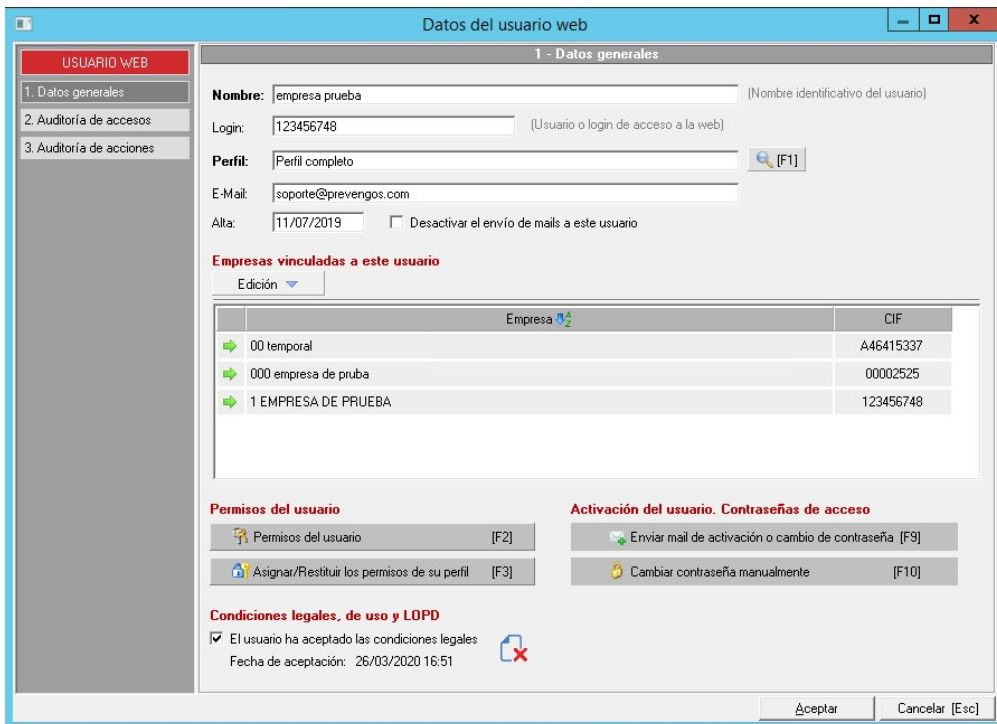 Datos del usuario web
USUARIO WEB
1. Datos generales
2. Auditoría de accesos
3. Auditoría de acciones
1 - Datos generales
Nombre: empresa prueba (Nombre identificativo del usuario)
Login: 123456748 (Usuario o login de acceso a la web)
Perfil: Perfil completo [F1]
E-Mail: soporte@prevengos.com
Alta: 11/07/2019 Desactivar el envío de mails a este usuario
Empresas vinculadas a este usuario
Edición
Empresa CIF
00 temporal A46415337
000 empresa de pruba 00002525
1 EMPRESA DE PRUEBA 123456748
Permisos del usuario Activación del usuario. Contraseñas de acceso
Permisos del usuario [F2] Enviar mail de activación o cambio de contraseña [F9]
Asignar/Restituir los permisos de su perfil [F3] Cambiar contraseña manualmente [F10]
Condiciones legales, de uso y LOPD
El usuario ha aceptado las condiciones legales
Fecha de aceptación: 26/03/2020 16:51
Aceptar Cancelar [Esc]